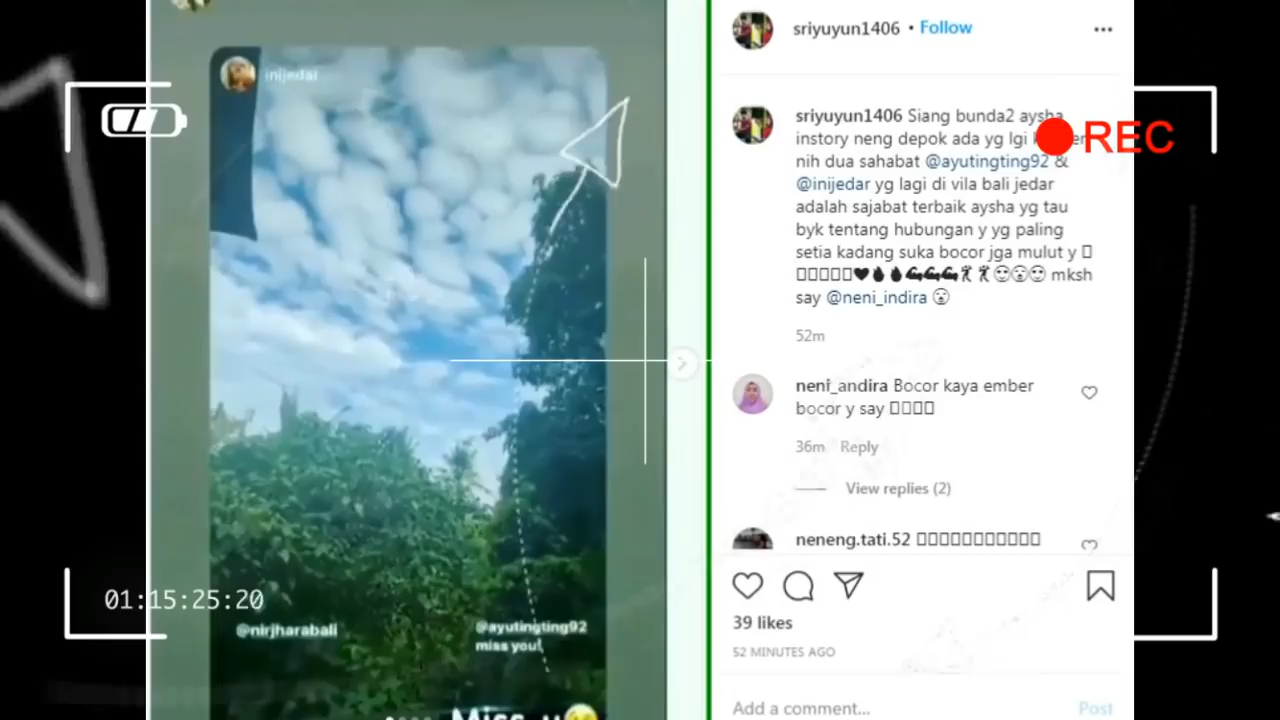 inijedar
@nirjharabali
@ayutingting92
miss you!
Miss u
01:15:25:20
REC
sriyuyun1406 • Follow
sriyuyun1406 Siang bunda2 aysha
instory neng depok ada yg lgi
nih dua sahabat @ayutingting92 &
@inijedar yg lagi di vila bali jedar
adalah sajabat terbaik aysha yg tau
byk tentang hubungan y yg paling
setia kadang suka bocor jga mulut y
mksh
say @neni_indira
52m
neni_andira Bocor kaya ember
bocor y say
36m Reply
View replies (2)
neneng.tati.52
39 likes
52 MINUTES AGO
Add a comment... Post